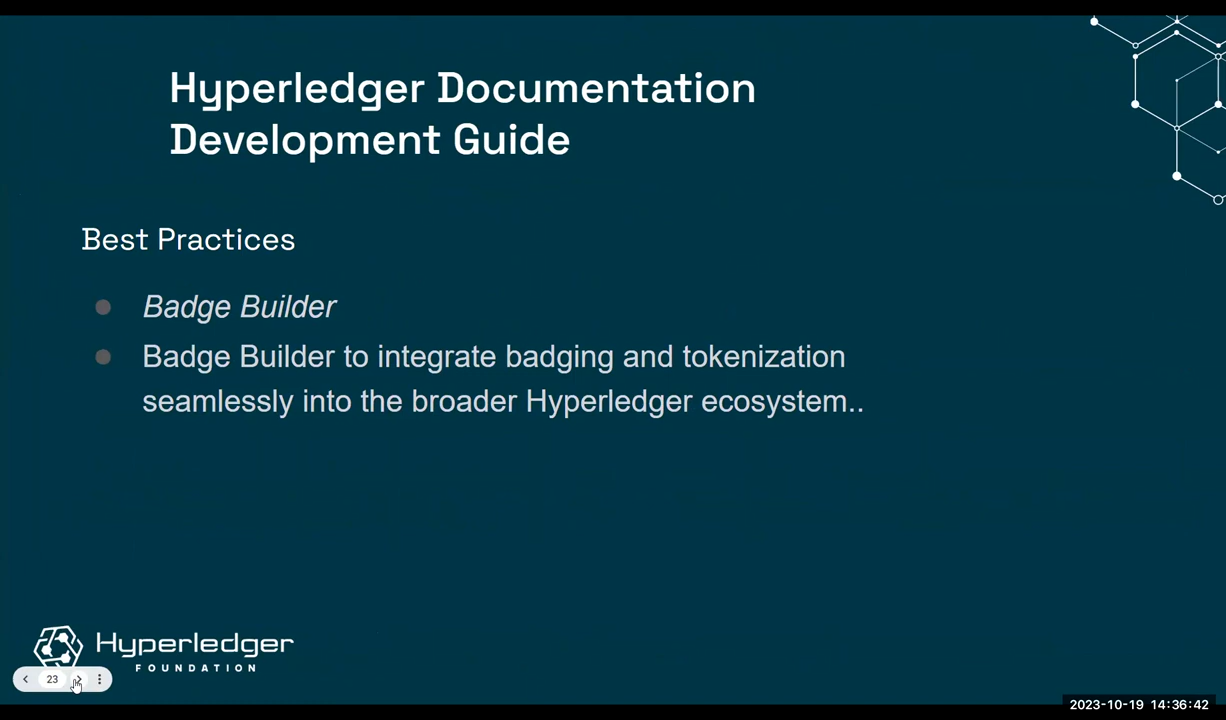 Hyperledger Documentation
Development Guide
Best Practices
Badge Builder
Badge Builder to integrate badging and tokenization
seamlessly into the broader Hyperledger ecosystem..
Hyperledger
FOUNDATION
23
2023-10-19 14:36:42